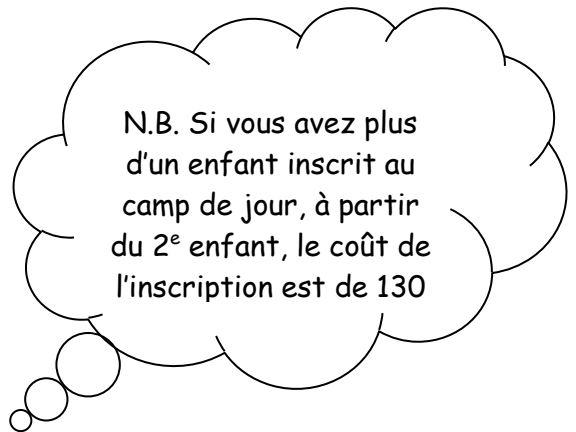 N.B. Si vous avez plus
d'un enfant inscrit au
camp de jour, à partir
du 2e enfant, le coût de
l'inscription est de 130